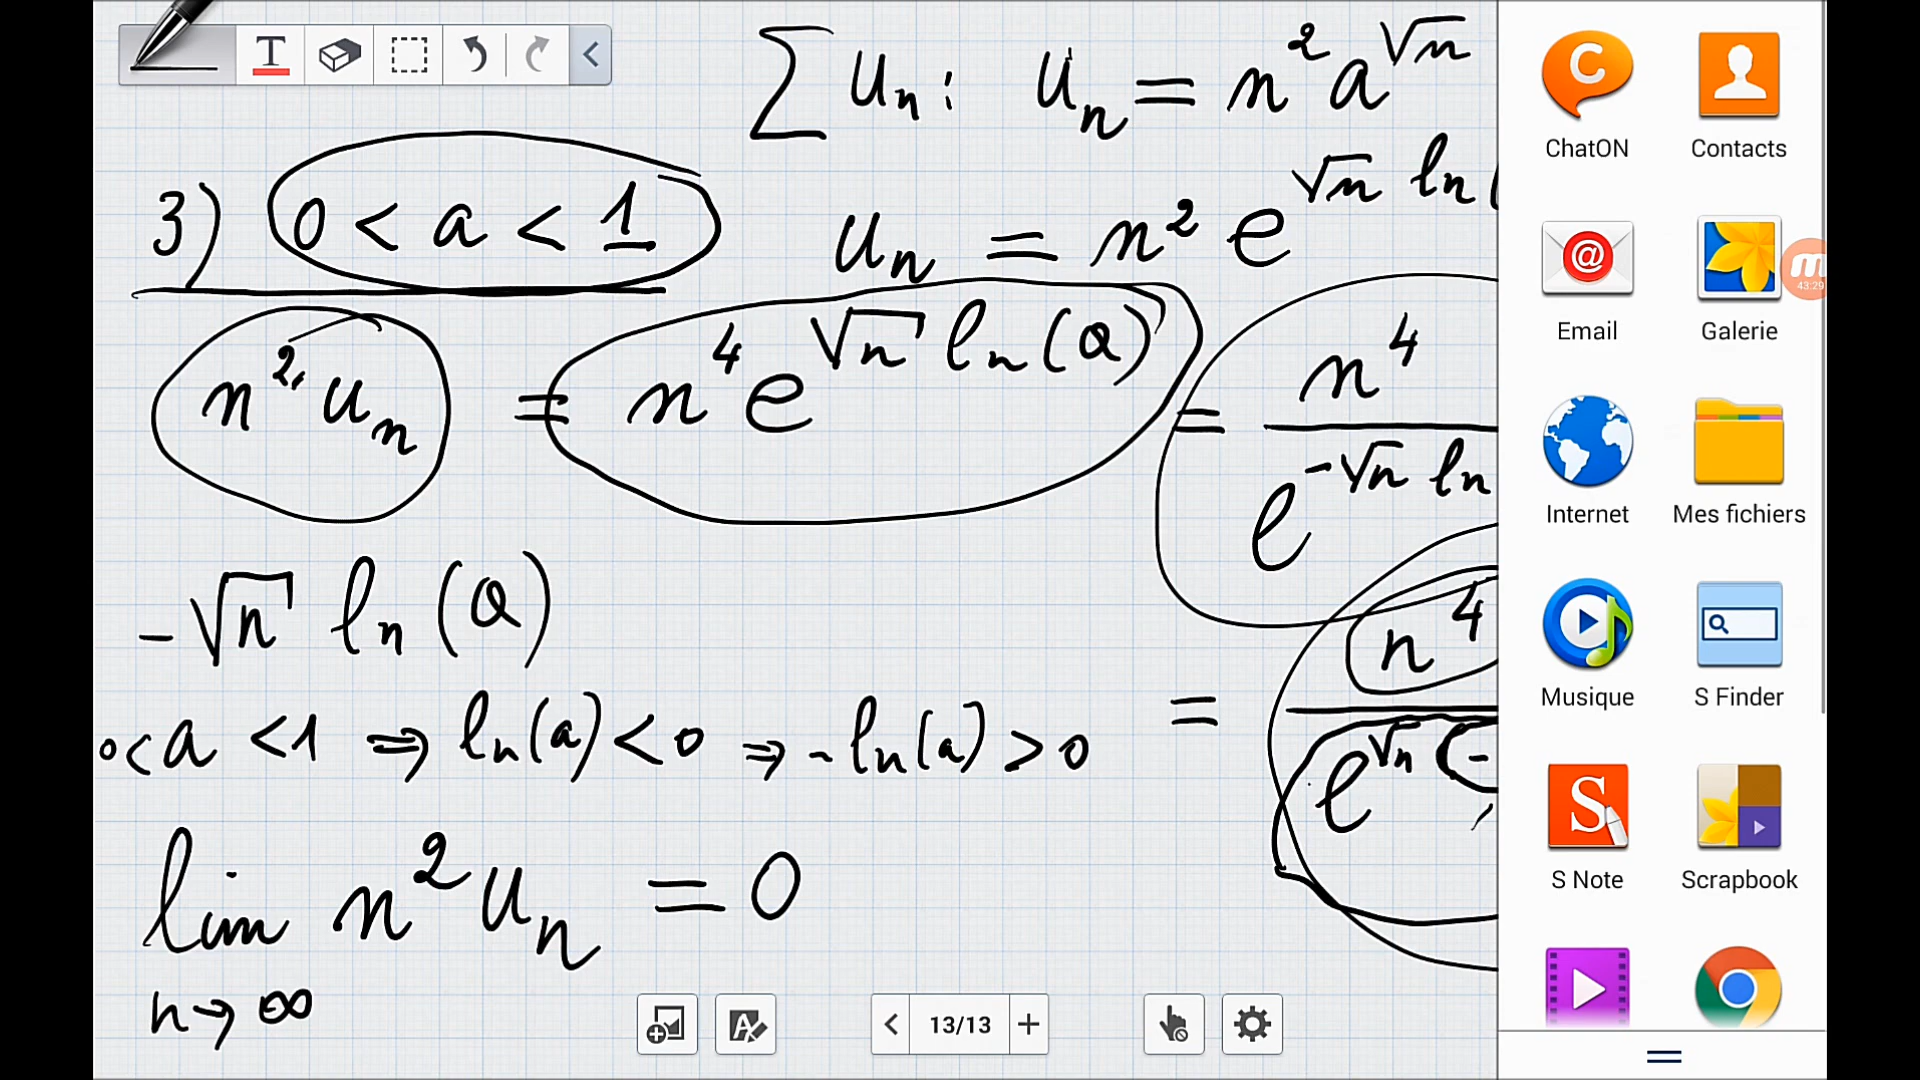 T
∑ uₙ : uₙ = n² a^√n
3) 0 < a < 1
uₙ = n² e^√n ln(
n² uₙ = n⁴ e^√n ln(a) = n⁴
e^-√n ln
-√n ln(a)
= n⁴
e^√n (-
0 < a < 1 ⇒ ln(a) < 0 ⇒ -ln(a) > 0
lim n² uₙ = 0
n → ∞
13/13
ChatON
Contacts
@
Email
Galerie
m
43:29
Internet
Mes fichiers
Musique
S Finder
S
S Note
Scrapbook